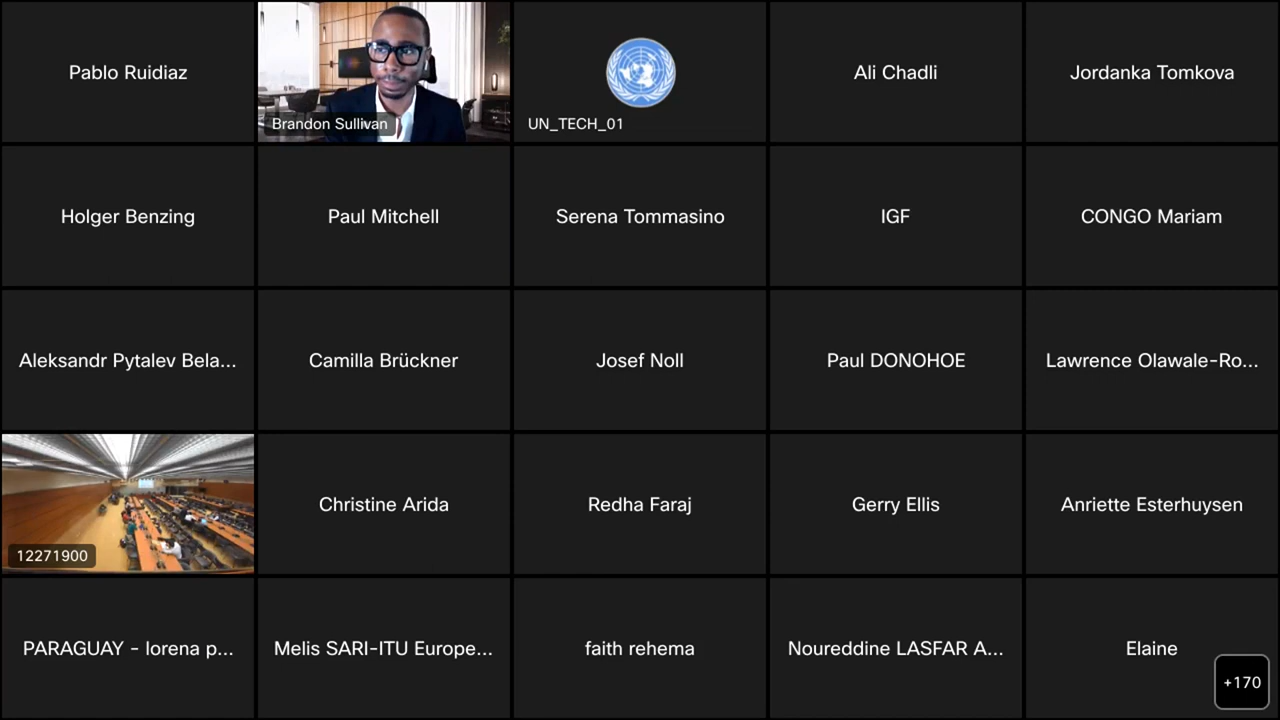 Pablo Ruidiaz
Brandon Sullivan
UN_TECH_01
Ali Chadli
Jordanka Tomkova
Holger Benzing
Paul Mitchell
Serena Tommasino
IGF
CONGO Mariam
Aleksandr Pytalev Bela...
Camilla Brückner
Josef Noll
Paul DONOHOE
Lawrence Olawale-Ro...
12271900
Christine Arida
Redha Faraj
Gerry Ellis
Anriette Esterhuysen
PARAGUAY - lorena p...
Melis SARI-ITU Europe...
faith rehema
Noureddine LASFAR A...
Elaine
+170